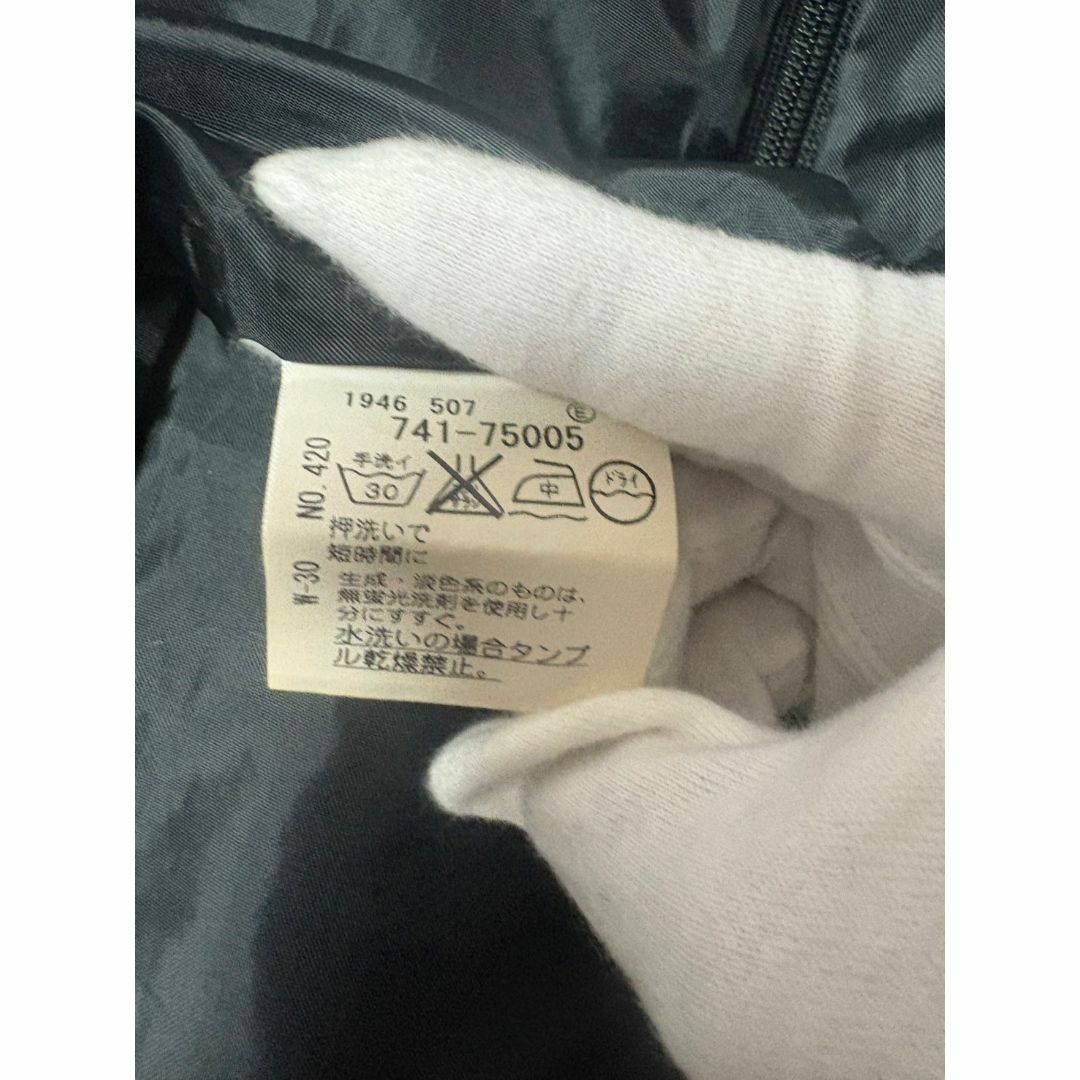 1946 507 E
741-75005
手洗イ
30
中
ドライ
押洗いで
短時間に
生成・淡色系のものは、
無蛍光洗剤を使用し十
分にすすぐ。
水洗いの場合タンブ
ル乾燥禁止。
W-30 NO.420